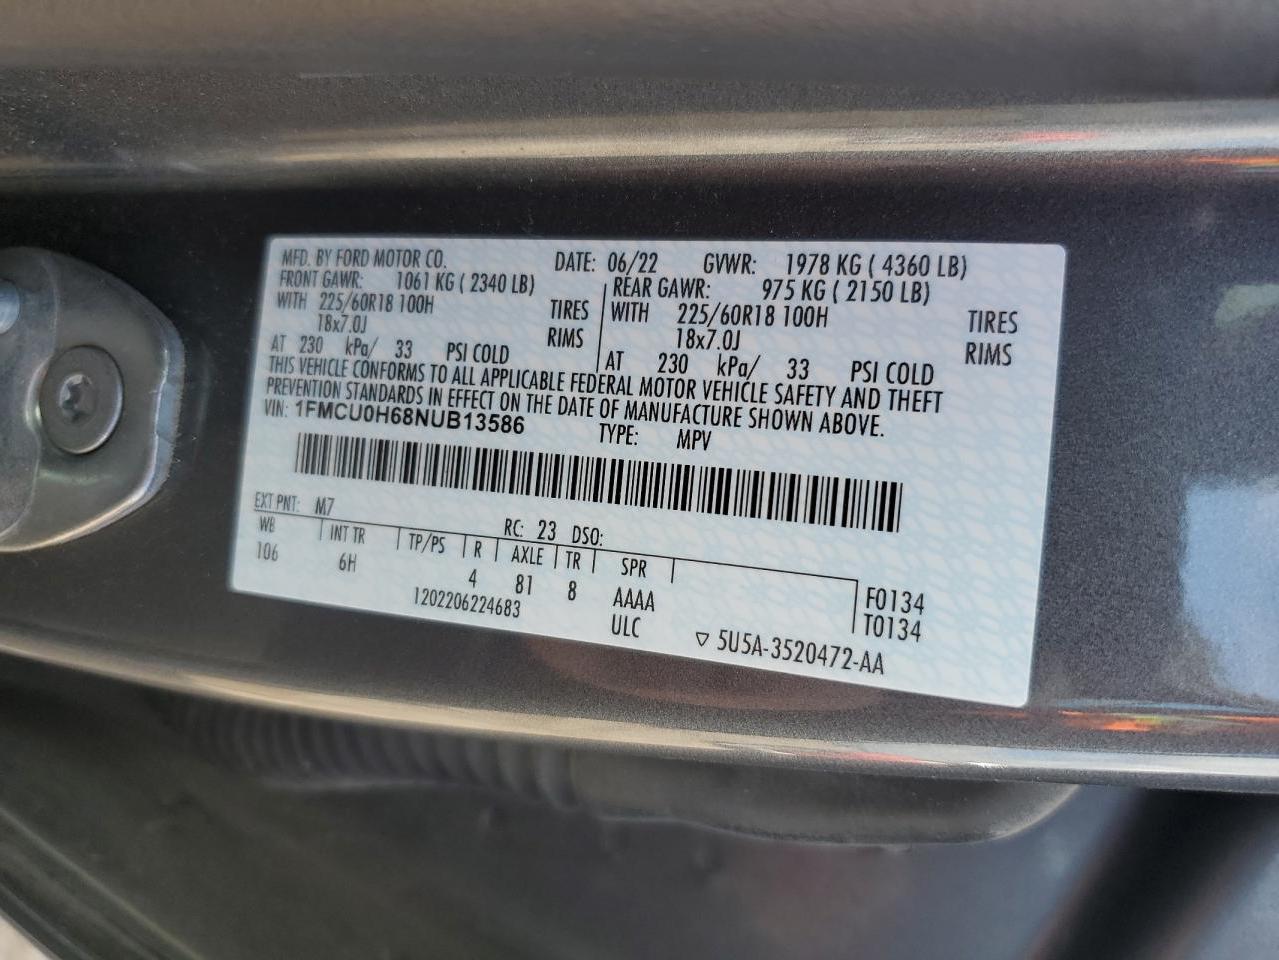 MFD. BY FORD MOTOR CO. DATE: 06/22 GVWR: 1978 KG ( 4360 LB)
FRONT GAWR: 1061 KG ( 2340 LB) REAR GAWR: 975 KG ( 2150 LB)
WITH 225/60R18 100H TIRES WITH 225/60R18 100H TIRES
18x7.0J RIMS 18x7.0J RIMS
AT 230 kPa/ 33 PSI COLD AT 230 kPa/ 33 PSI COLD
THIS VEHICLE CONFORMS TO ALL APPLICABLE FEDERAL MOTOR VEHICLE SAFETY AND THEFT
PREVENTION STANDARDS IN EFFECT ON THE DATE OF MANUFACTURE SHOWN ABOVE.
VIN: 1FMCU0H68NUB13586 TYPE: MPV
EXT PNT: M7 RC: 23 DSO:
WB INT TR TP/PS R AXLE TR SPR
106 6H 4 81 8 AAAA F0134
1202206224683 ULC T0134
▽ 5U5A-3520472-AA